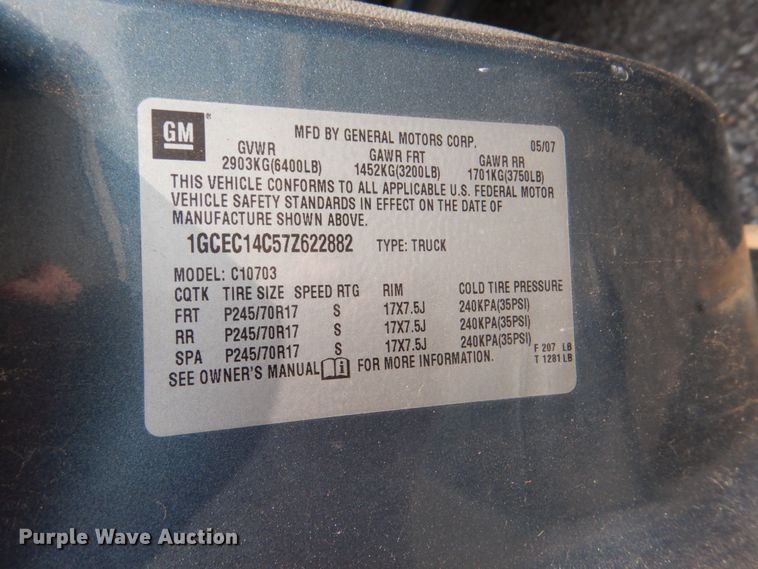 GM ®
MFD BY GENERAL MOTORS CORP. 05/07
GVWR GAWR FRT GAWR RR
2903KG(6400LB) 1452KG(3200LB) 1701KG(3750LB)
THIS VEHICLE CONFORMS TO ALL APPLICABLE U.S. FEDERAL MOTOR
VEHICLE SAFETY STANDARDS IN EFFECT ON THE DATE OF
MANUFACTURE SHOWN ABOVE.
1GCEC14C57Z622882 TYPE: TRUCK
MODEL: C10703
CQTK TIRE SIZE SPEED RTG RIM COLD TIRE PRESSURE
FRT P245/70R17 S 17X7.5J 240KPA(35PSI)
RR P245/70R17 S 17X7.5J 240KPA(35PSI)
SPA P245/70R17 S 17X7.5J 240KPA(35PSI)
SEE OWNER'S MANUAL i FOR MORE INFORMATION.
F 207 LB
T 1281 LB
Purple Wave Auction